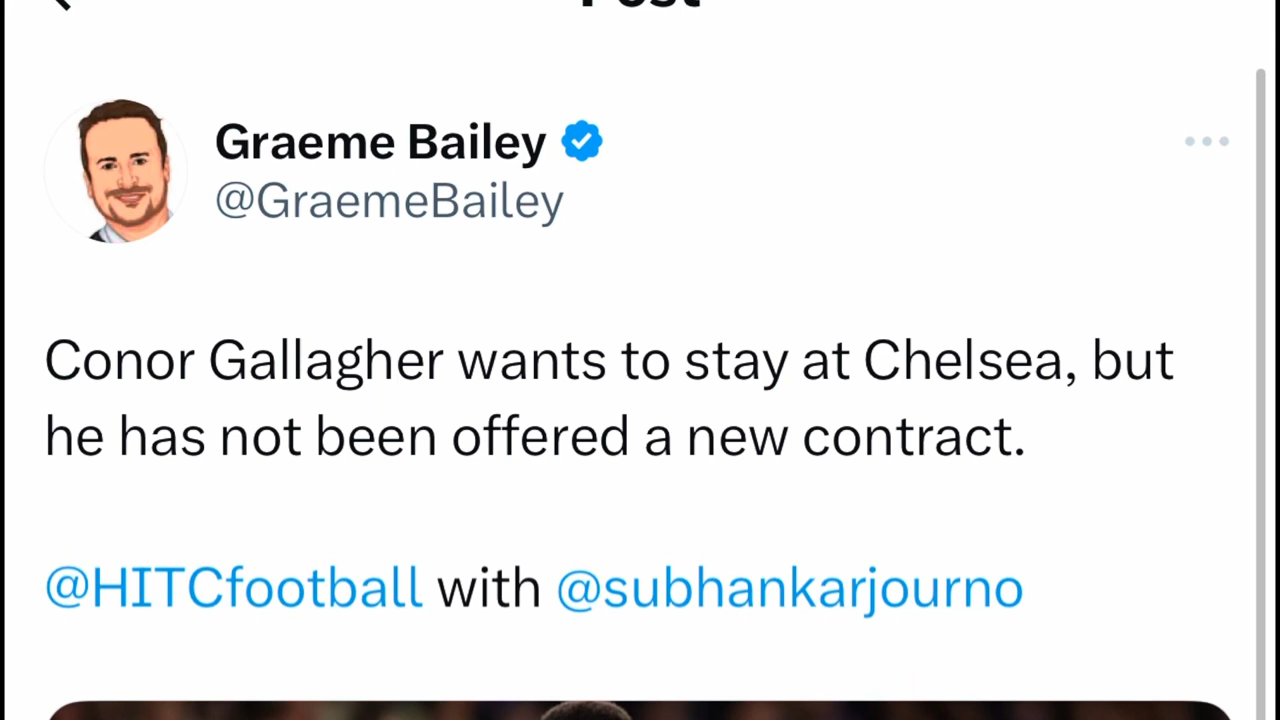 Post
Graeme Bailey
@GraemeBailey
Conor Gallagher wants to stay at Chelsea, but
he has not been offered a new contract.
@HITCfootball with @subhankarjourno